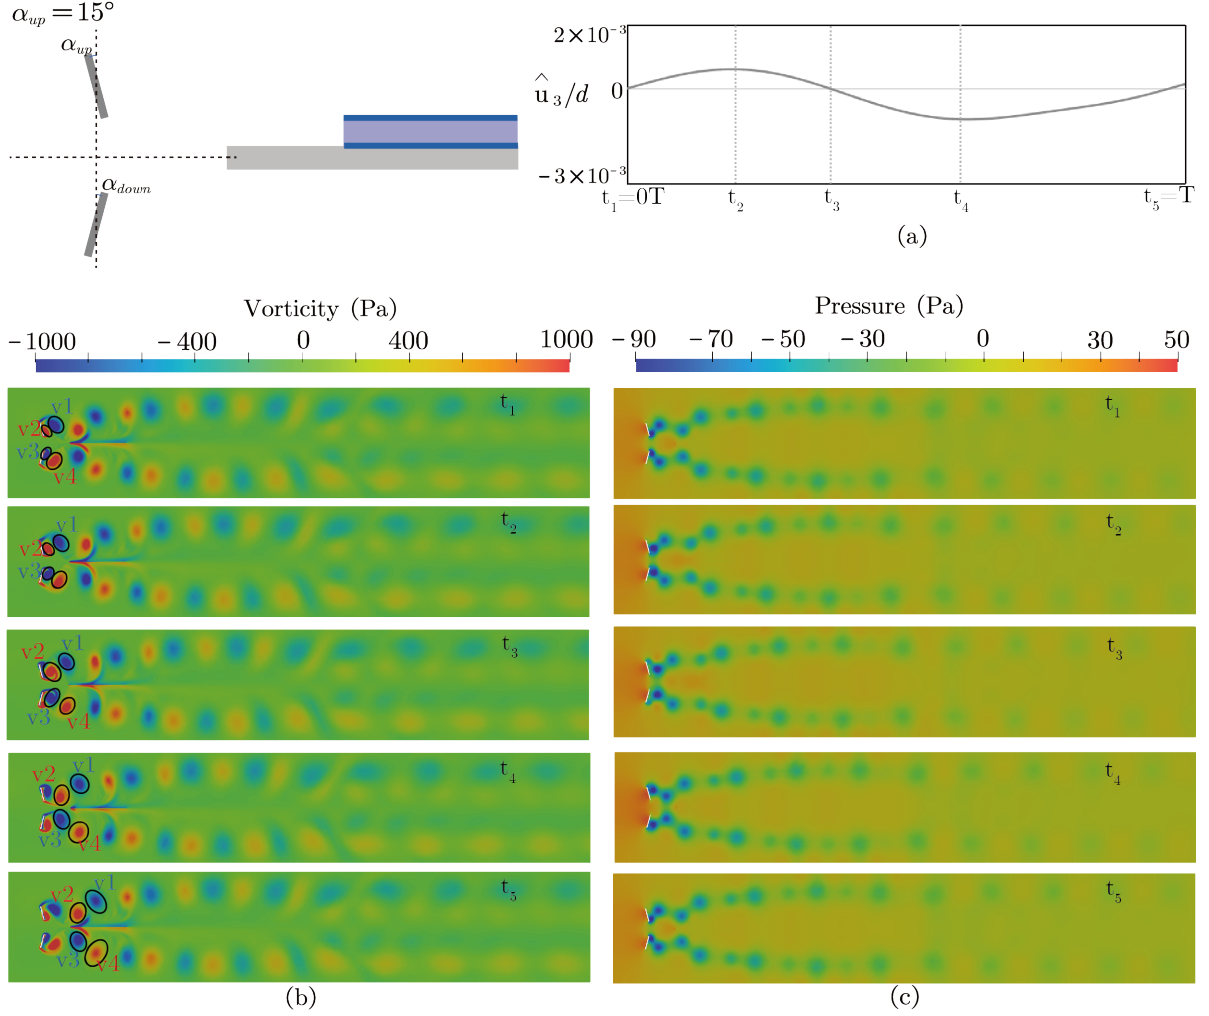 α_up = 15°
α_up
α_down
2×10⁻³
û₃/d
0
−3×10⁻³
t₁=0T t₂ t₃ t₄ t₅=T
(a)
Vorticity (Pa)
−1000 −400 0 400 1000
Pressure (Pa)
−90 −70 −50 −30 0 30 50
v1 t₁
v2
v3
v4
t₁
v1 t₂
v2
v3
t₂
v1 t₃
v2
v3 v4
t₃
v1 t₄
v2
v3 v4
t₄
v1 t₅
v2
v3 v4
t₅
(b)
(c)